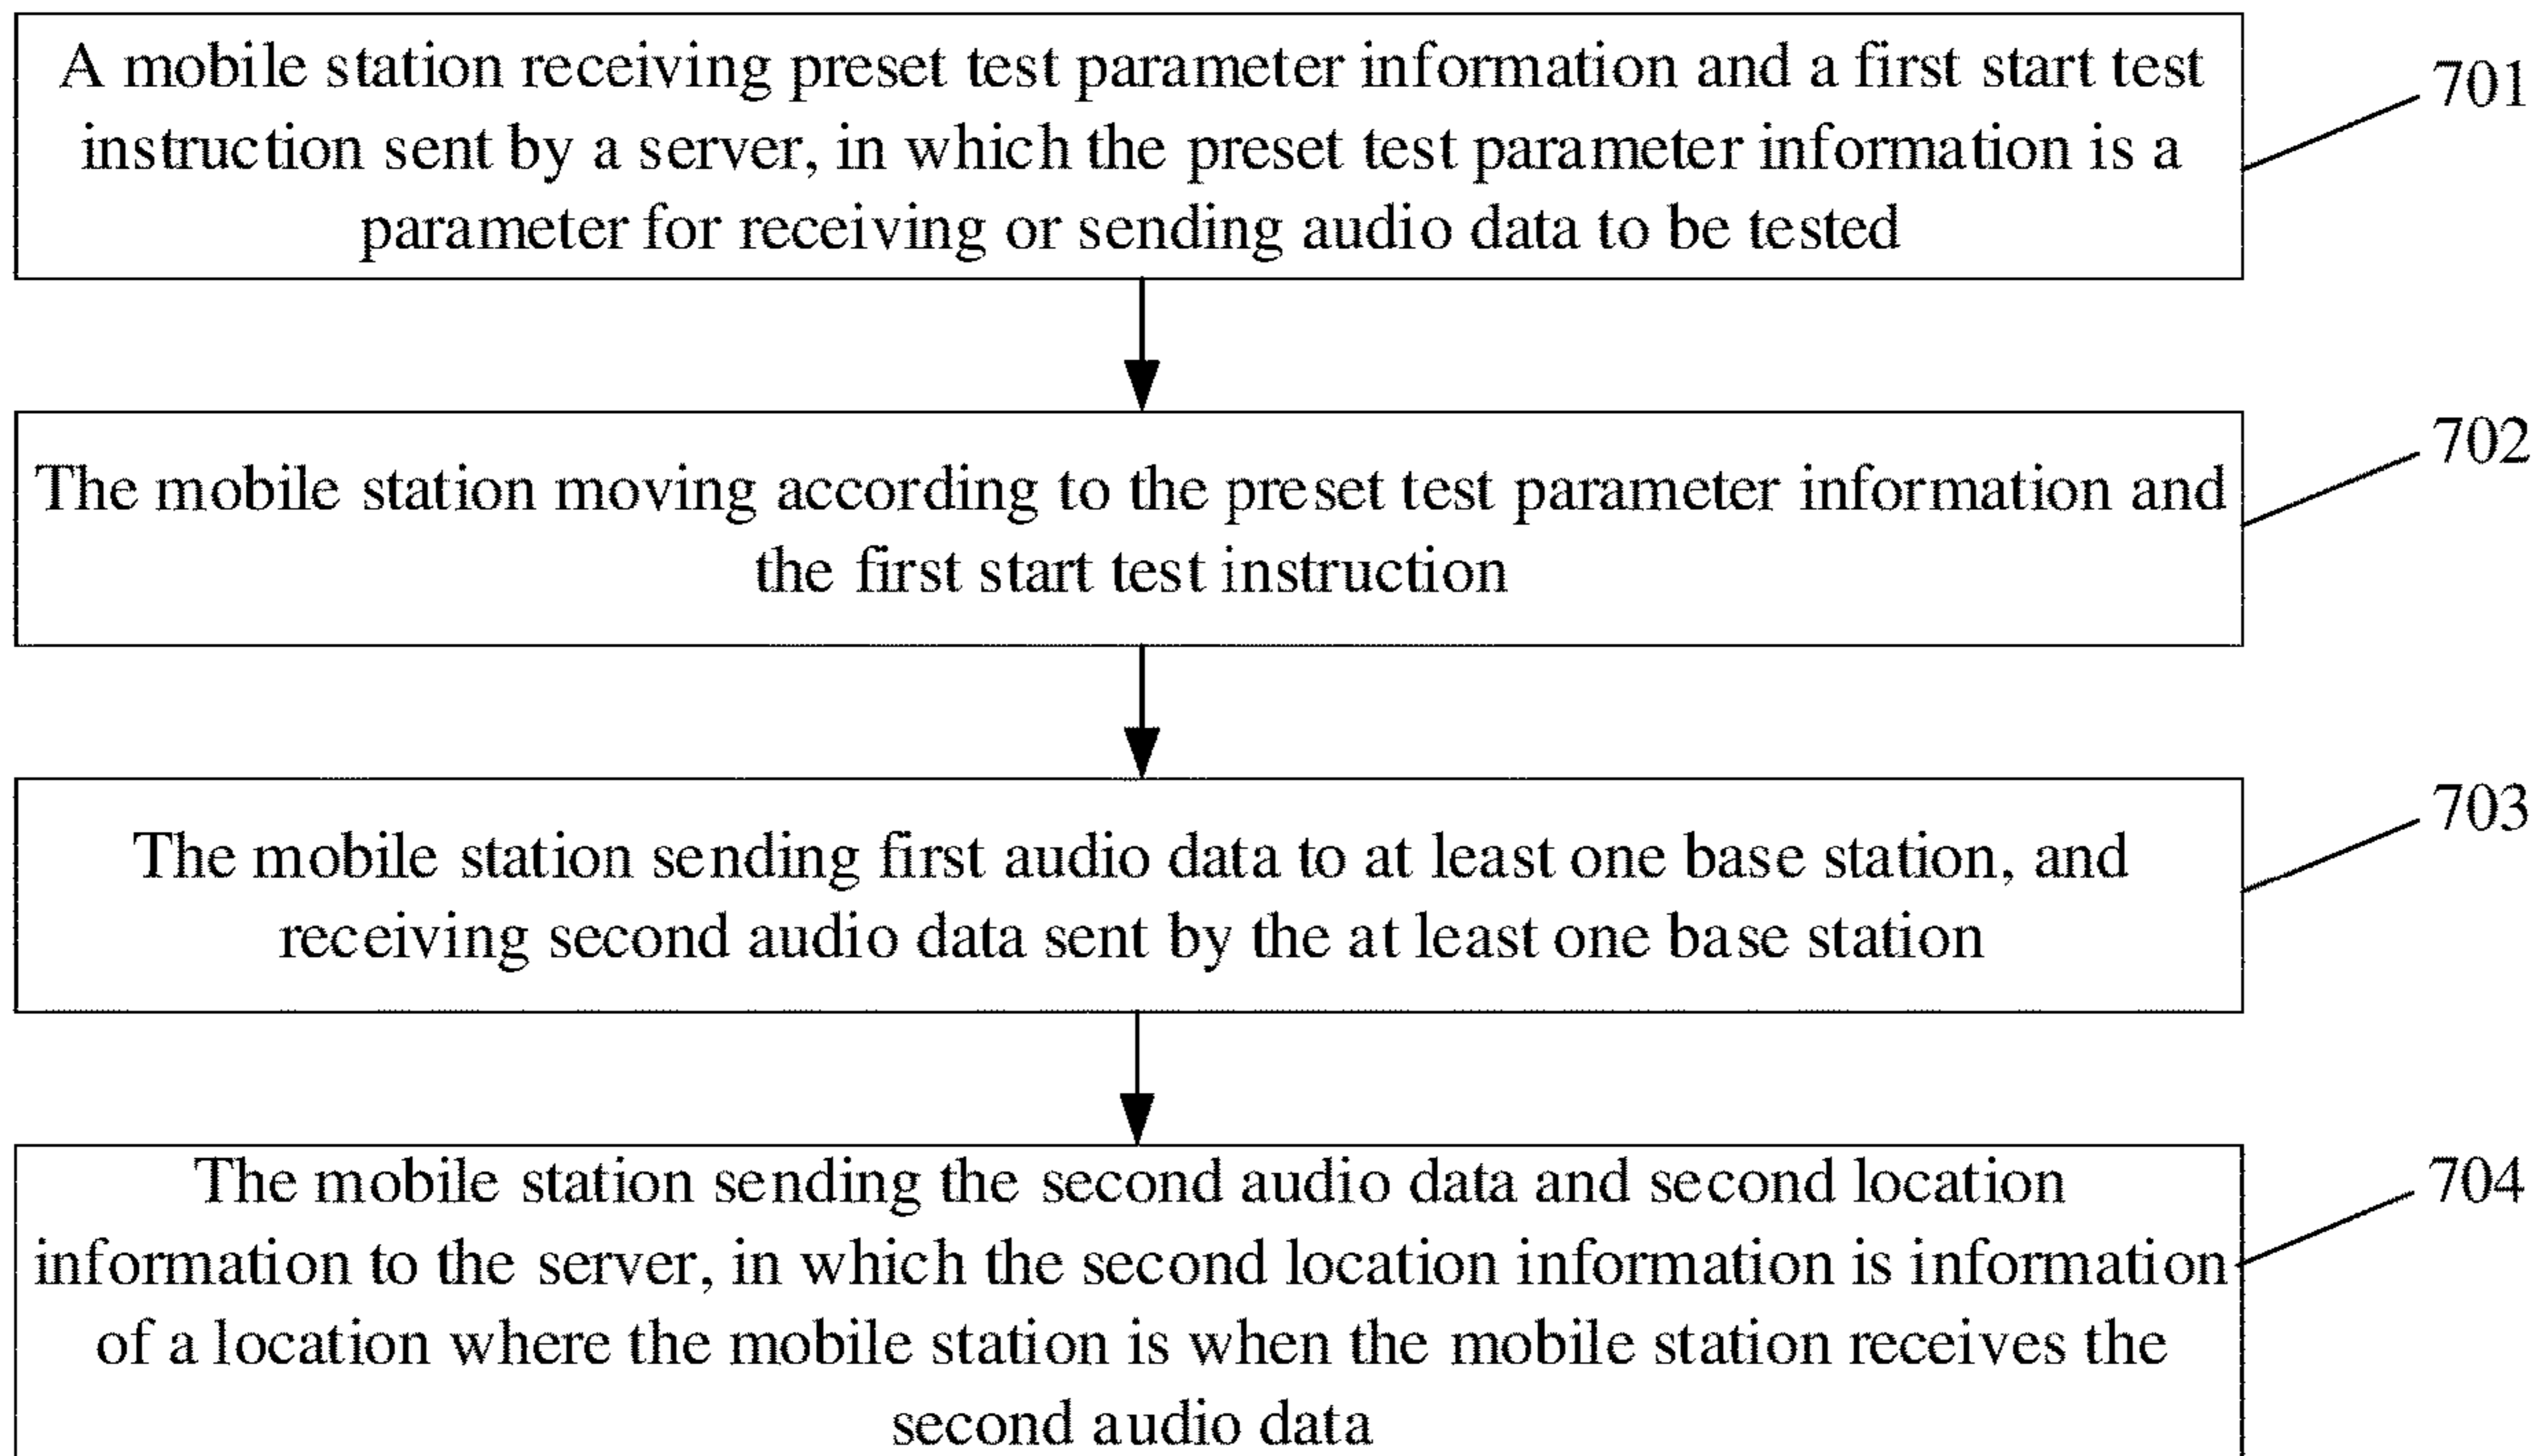 A mobile station receiving preset test parameter information and a first start test
instruction sent by a server, in which the preset test parameter information is a
parameter for receiving or sending audio data to be tested
701
The mobile station moving according to the preset test parameter information and
the first start test instruction
702
The mobile station sending first audio data to at least one base station, and
receiving second audio data sent by the at least one base station
703
The mobile station sending the second audio data and second location
information to the server, in which the second location information is information
of a location where the mobile station is when the mobile station receives the
second audio data
704